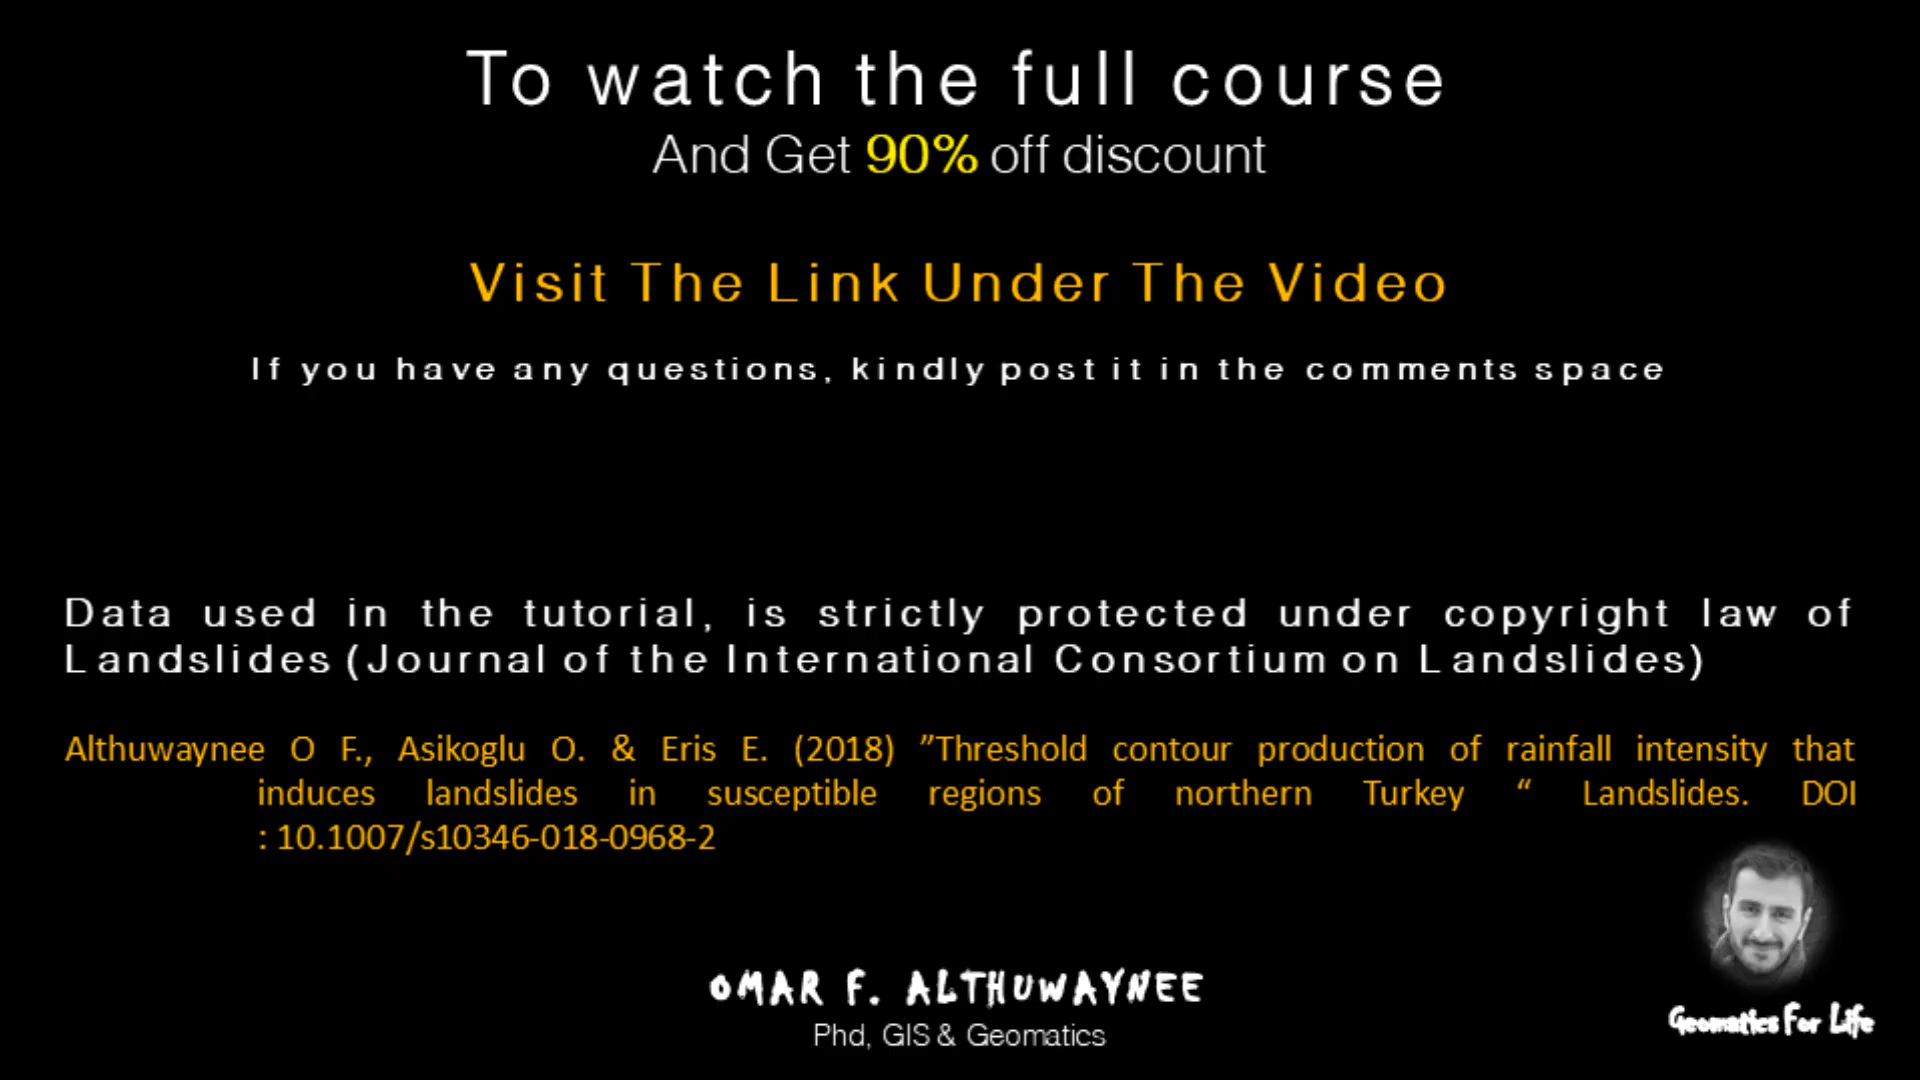 To watch the full course
And Get 90% off discount
Visit The Link Under The Video
If you have any questions, kindly post it in the comments space
Data used in the tutorial, is strictly protected under copyright law of
Landslides (Journal of the International Consortium on Landslides)
Althuwaynee O F., Asikoglu O. & Eris E. (2018) ”Threshold contour production of rainfall intensity that
induces landslides in susceptible regions of northern Turkey “ Landslides. DOI
: 10.1007/s10346-018-0968-2
OMAR F. ALTHUWAYNEE
Phd, GIS & Geomatics
Geomatics For Life